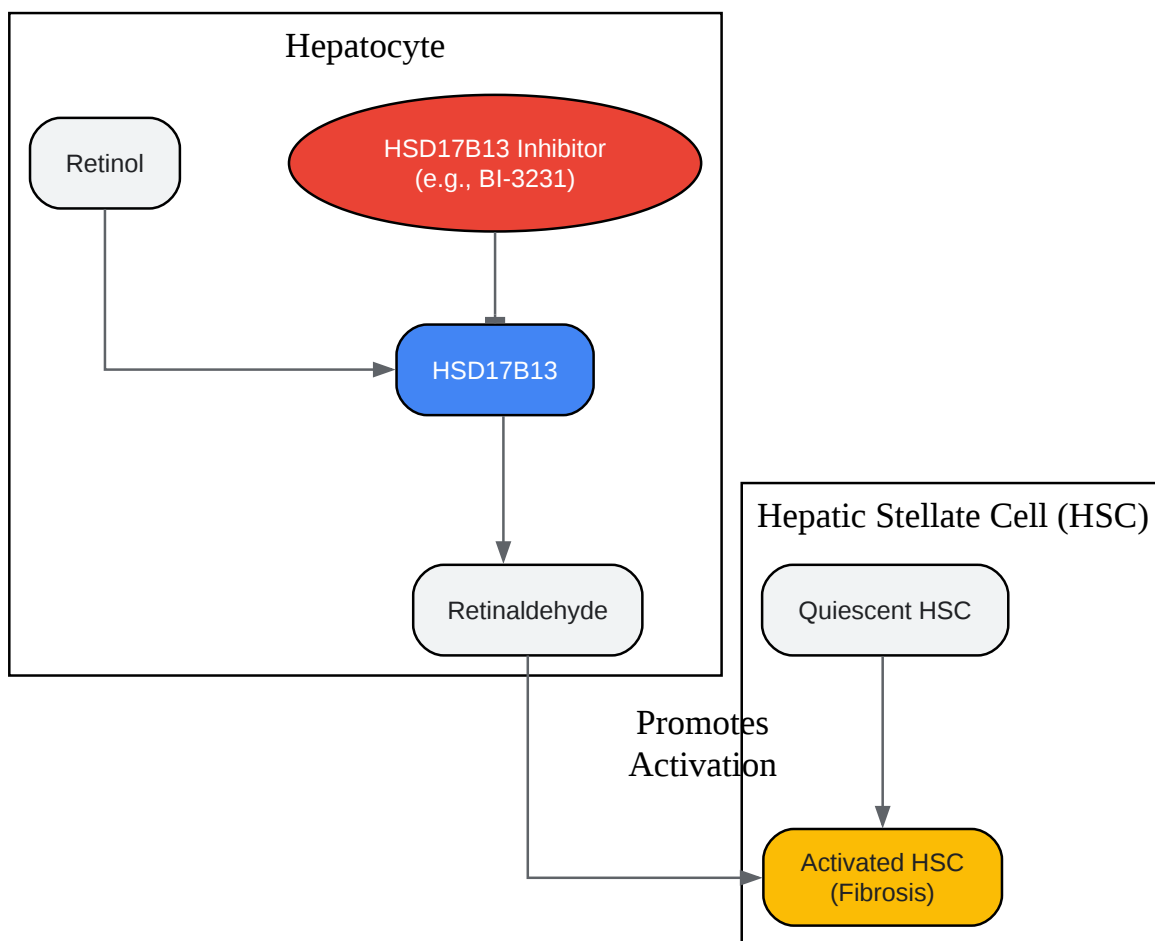 Hepatocyte
Retinol
HSD17B13 Inhibitor
(e.g., BI-3231)
HSD17B13
Retinaldehyde
Hepatic Stellate Cell (HSC)
Quiescent HSC
Promotes
Activation
Activated HSC
(Fibrosis)